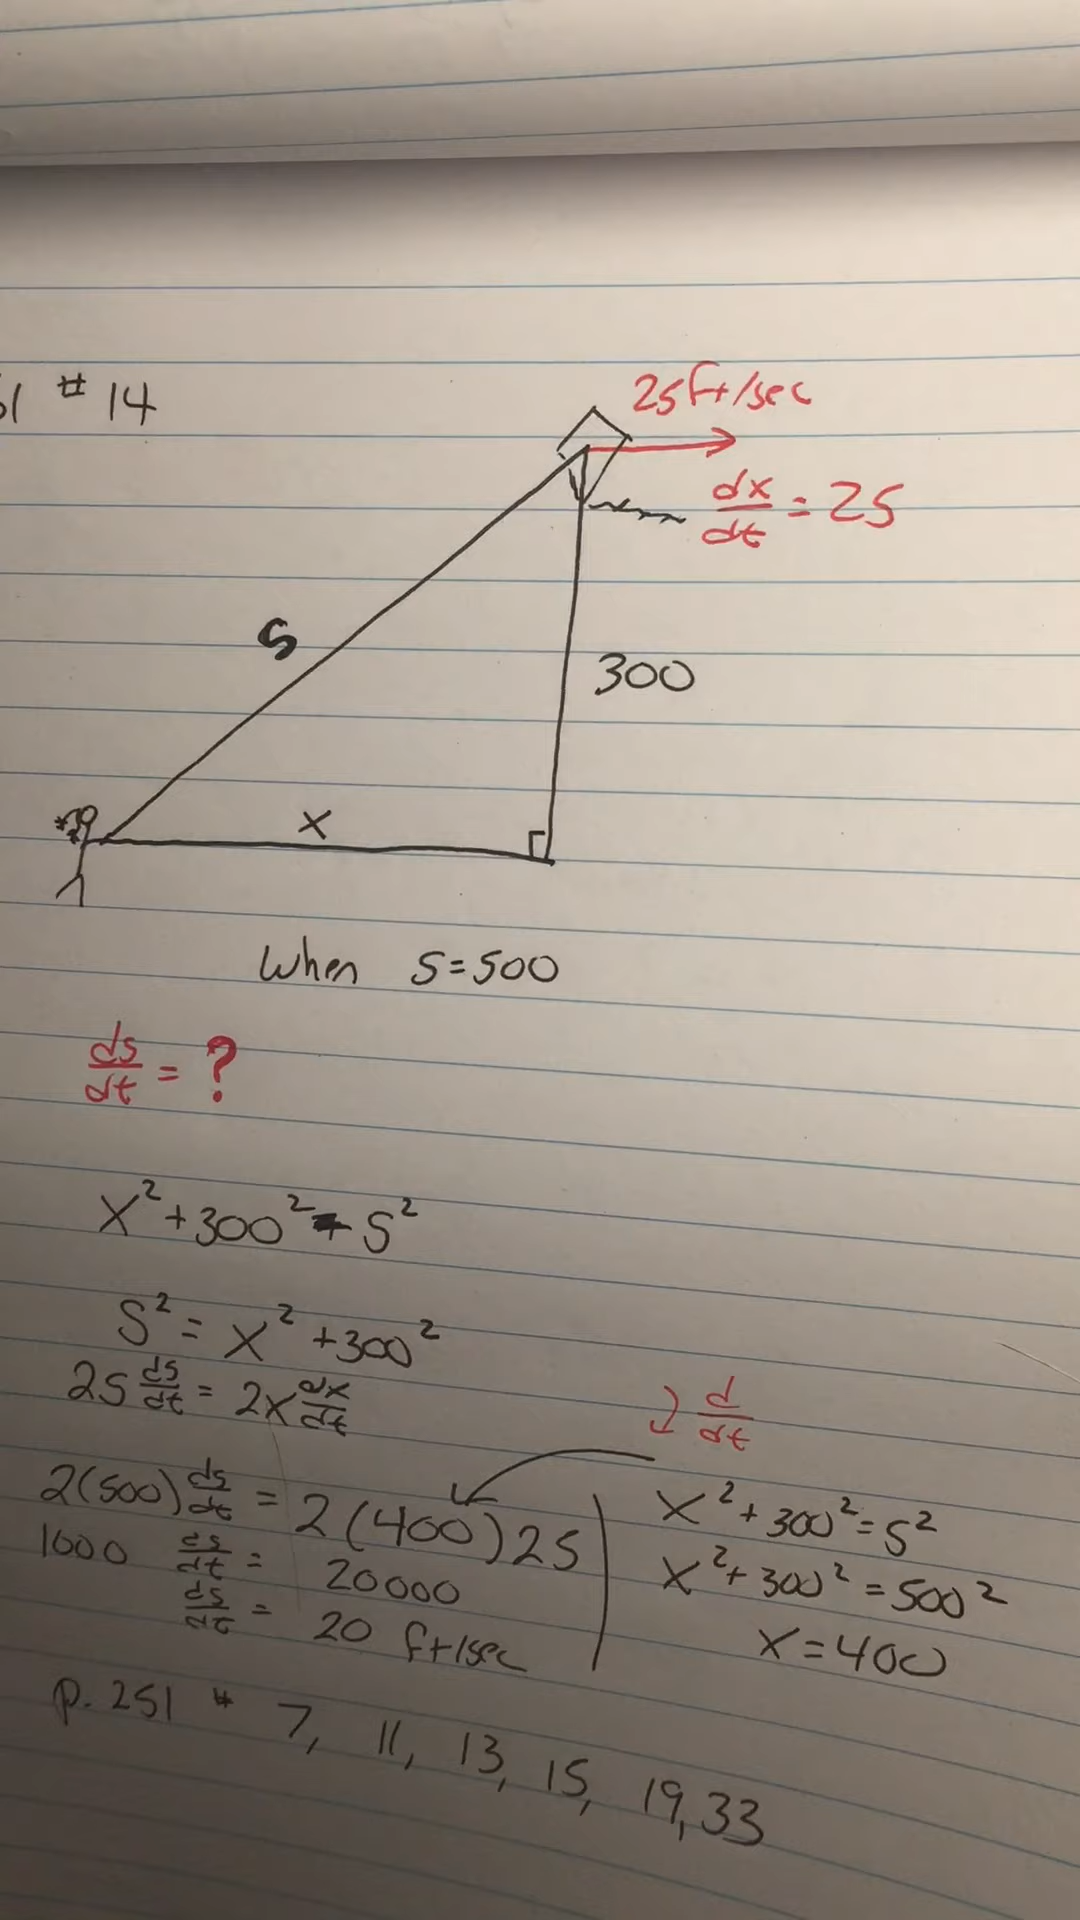 51 # 14
25ft/sec
dx/dt = 25
S
300
x
When S=500
ds/dt = ?
x² + 300² = S²
S² = x² + 300²
2S ds/dt = 2x dx/dt
d/dt
2(500) ds/dt = 2(400)25
x² + 300² = S²
1000 ds/dt = 20000
x² + 300² = 500²
ds/dt = 20 ft/sec
x = 400
p. 251 # 7, 11, 13, 15, 19, 33